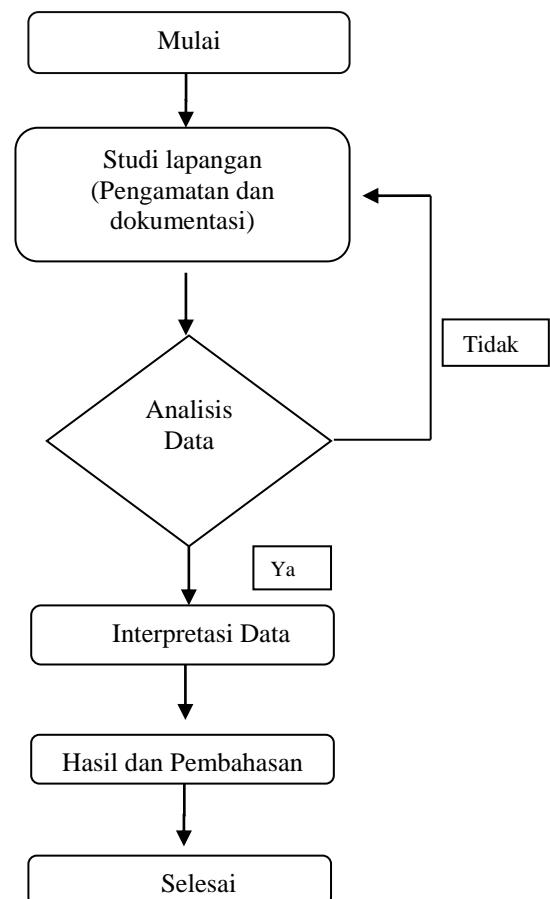 Mulai
Studi lapangan
(Pengamatan dan
dokumentasi)
Tidak
Analisis
Data
Ya
Interpretasi Data
Hasil dan Pembahasan
Selesai